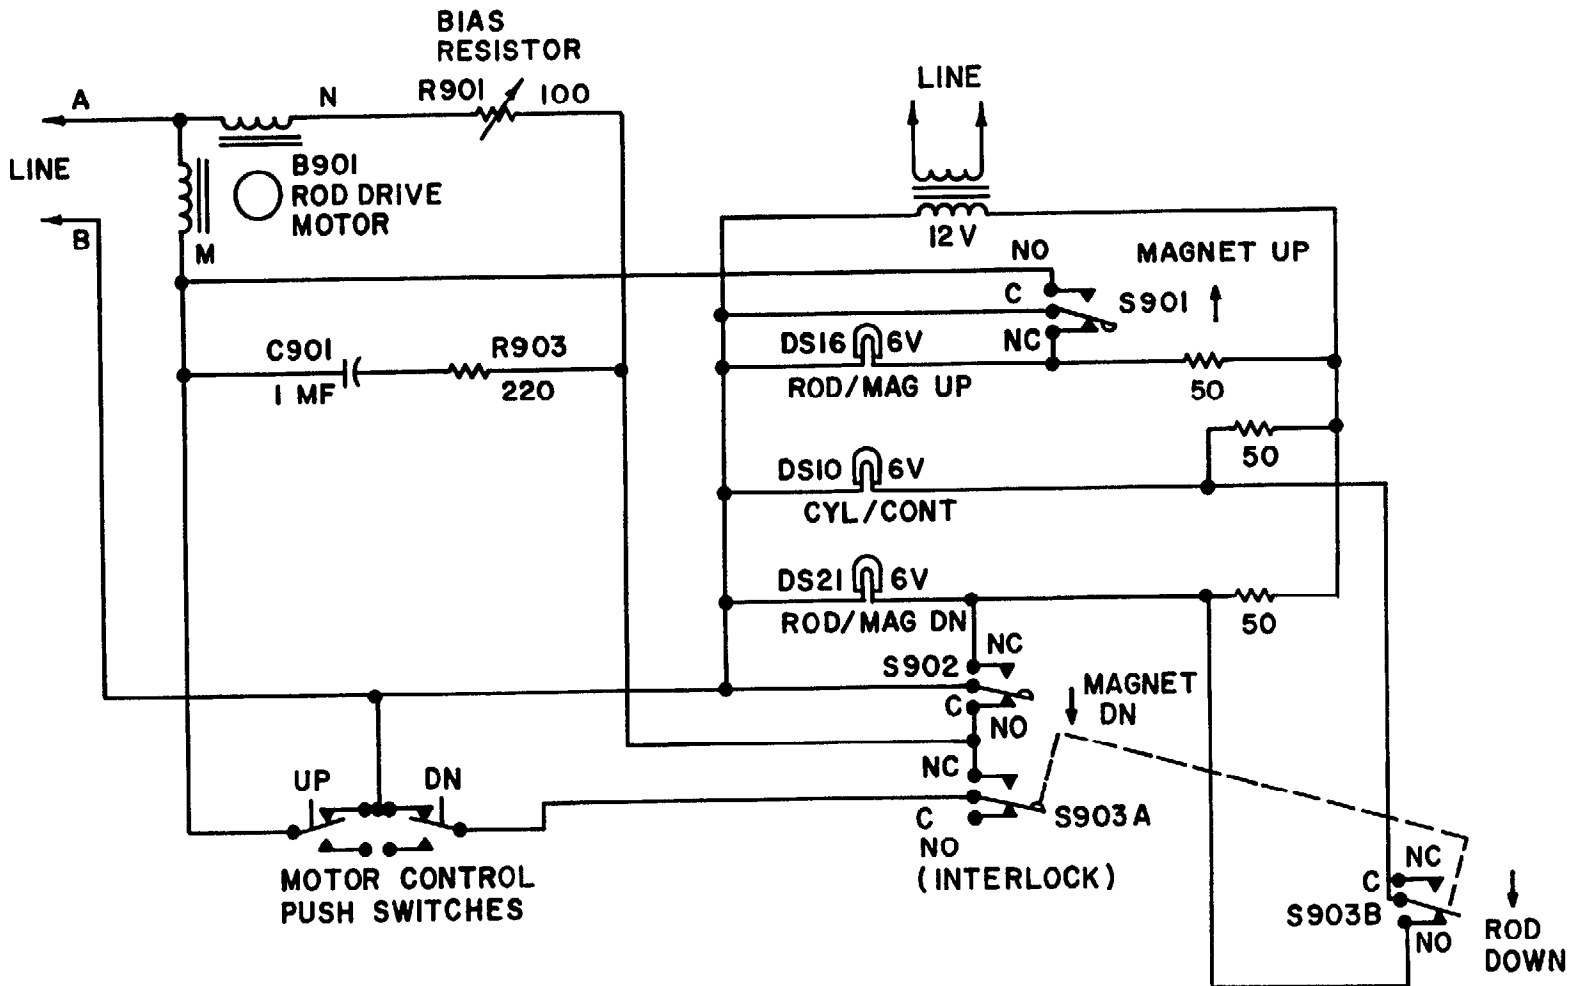 BIAS
RESISTOR
R901
100
A
N
LINE
B901
ROD DRIVE
MOTOR
B
M
LINE
12V
NO
MAGNET UP
C
S901
NC
DS16
6V
ROD/MAG UP
50
C901
1 MF
R903
220
50
DS10
6V
CYL/CONT
DS21
6V
ROD/MAG DN
50
NC
S902
C
NO
MAGNET
DN
NC
C
NO
(INTERLOCK)
S903A
UP
DN
MOTOR CONTROL
PUSH SWITCHES
NC
C
S903B
NO
ROD
DOWN